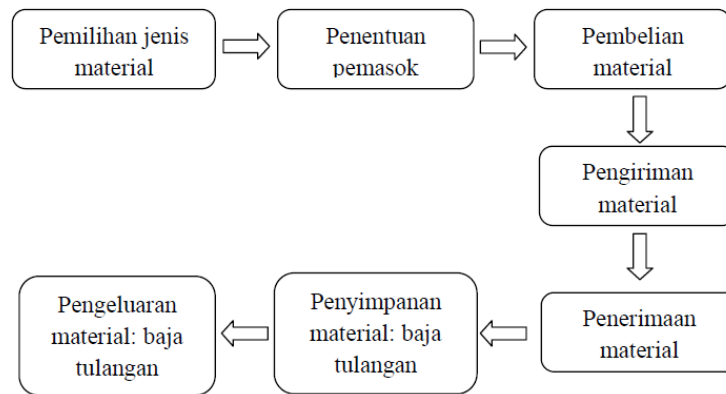 Pemilihan jenis
material
Penentuan
pemasok
Pembelian
material
Pengiriman
material
Penerimaan
material
Penyimpanan
material: baja
tulangan
Pengeluaran
material: baja
tulangan